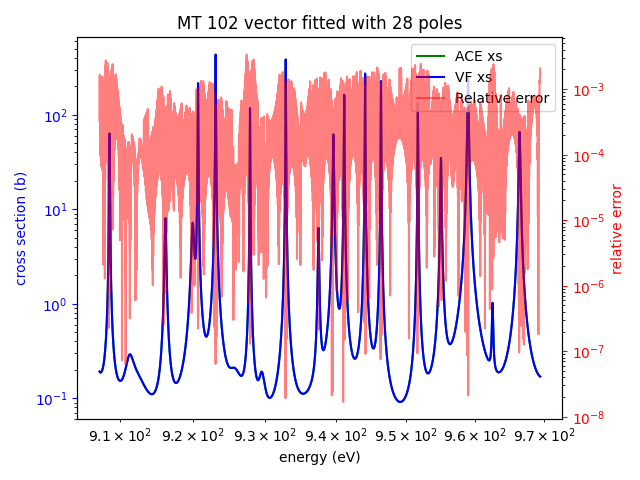 MT 102 vector fitted with 28 poles
ACE xs
VF xs
Relative error
cross section (b)
10²
10¹
10⁰
10⁻¹
relative error
10⁻³
10⁻⁴
10⁻⁵
10⁻⁶
10⁻⁷
10⁻⁸
9.1 × 10² 9.2 × 10² 9.3 × 10² 9.4 × 10² 9.5 × 10² 9.6 × 10² 9.7 × 10²
energy (eV)